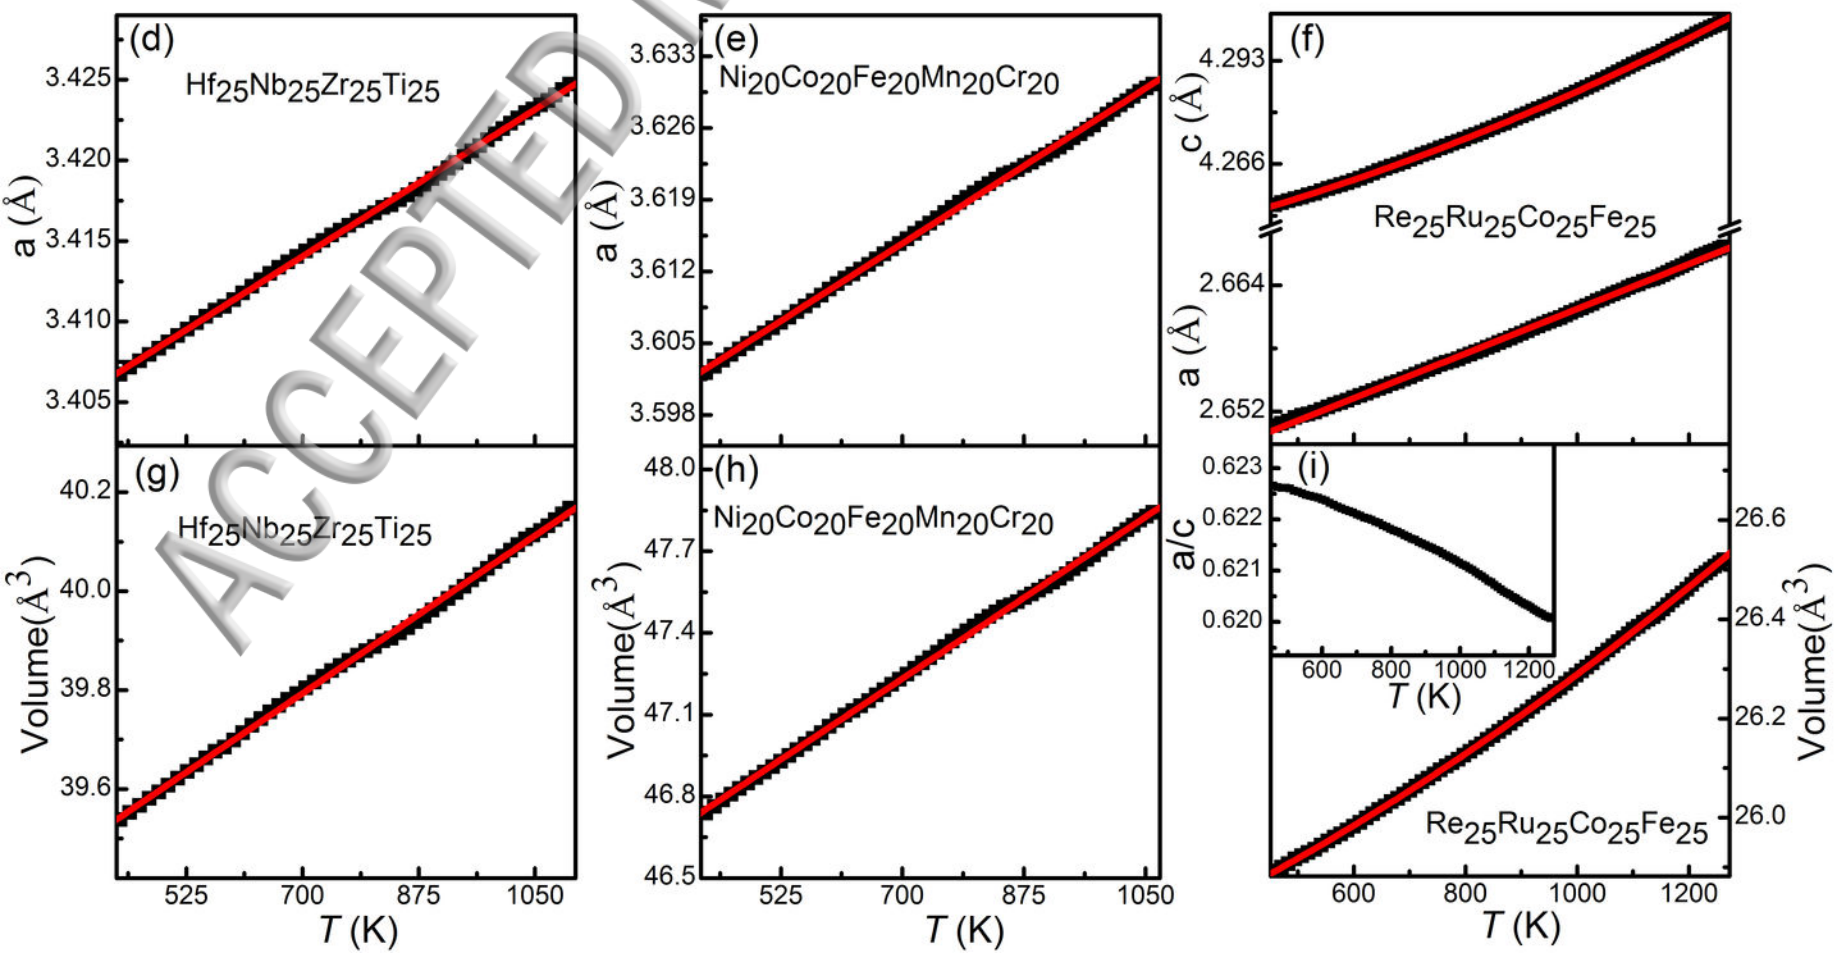 (d)
Hf25Nb25Zr25Ti25
3.425
3.420
3.415
3.410
3.405
a (Å)
(e)
Ni20Co20Fe20Mn20Cr20
3.633
3.626
3.619
3.612
3.605
3.598
a (Å)
(f)
4.293
4.266
c (Å)
Re25Ru25Co25Fe25
2.664
2.652
a (Å)
(g)
Hf25Nb25Zr25Ti25
40.2
40.0
39.8
39.6
Volume(Å3)
525 700 875 1050
T (K)
(h)
Ni20Co20Fe20Mn20Cr20
48.0
47.7
47.4
47.1
46.8
46.5
Volume(Å3)
525 700 875 1050
T (K)
(i)
0.623
0.622
0.621
0.620
a/c
600 800 1000 1200
T (K)
26.6
26.4
26.2
26.0
Volume(Å3)
Re25Ru25Co25Fe25
600 800 1000 1200
T (K)
ACCEPTED